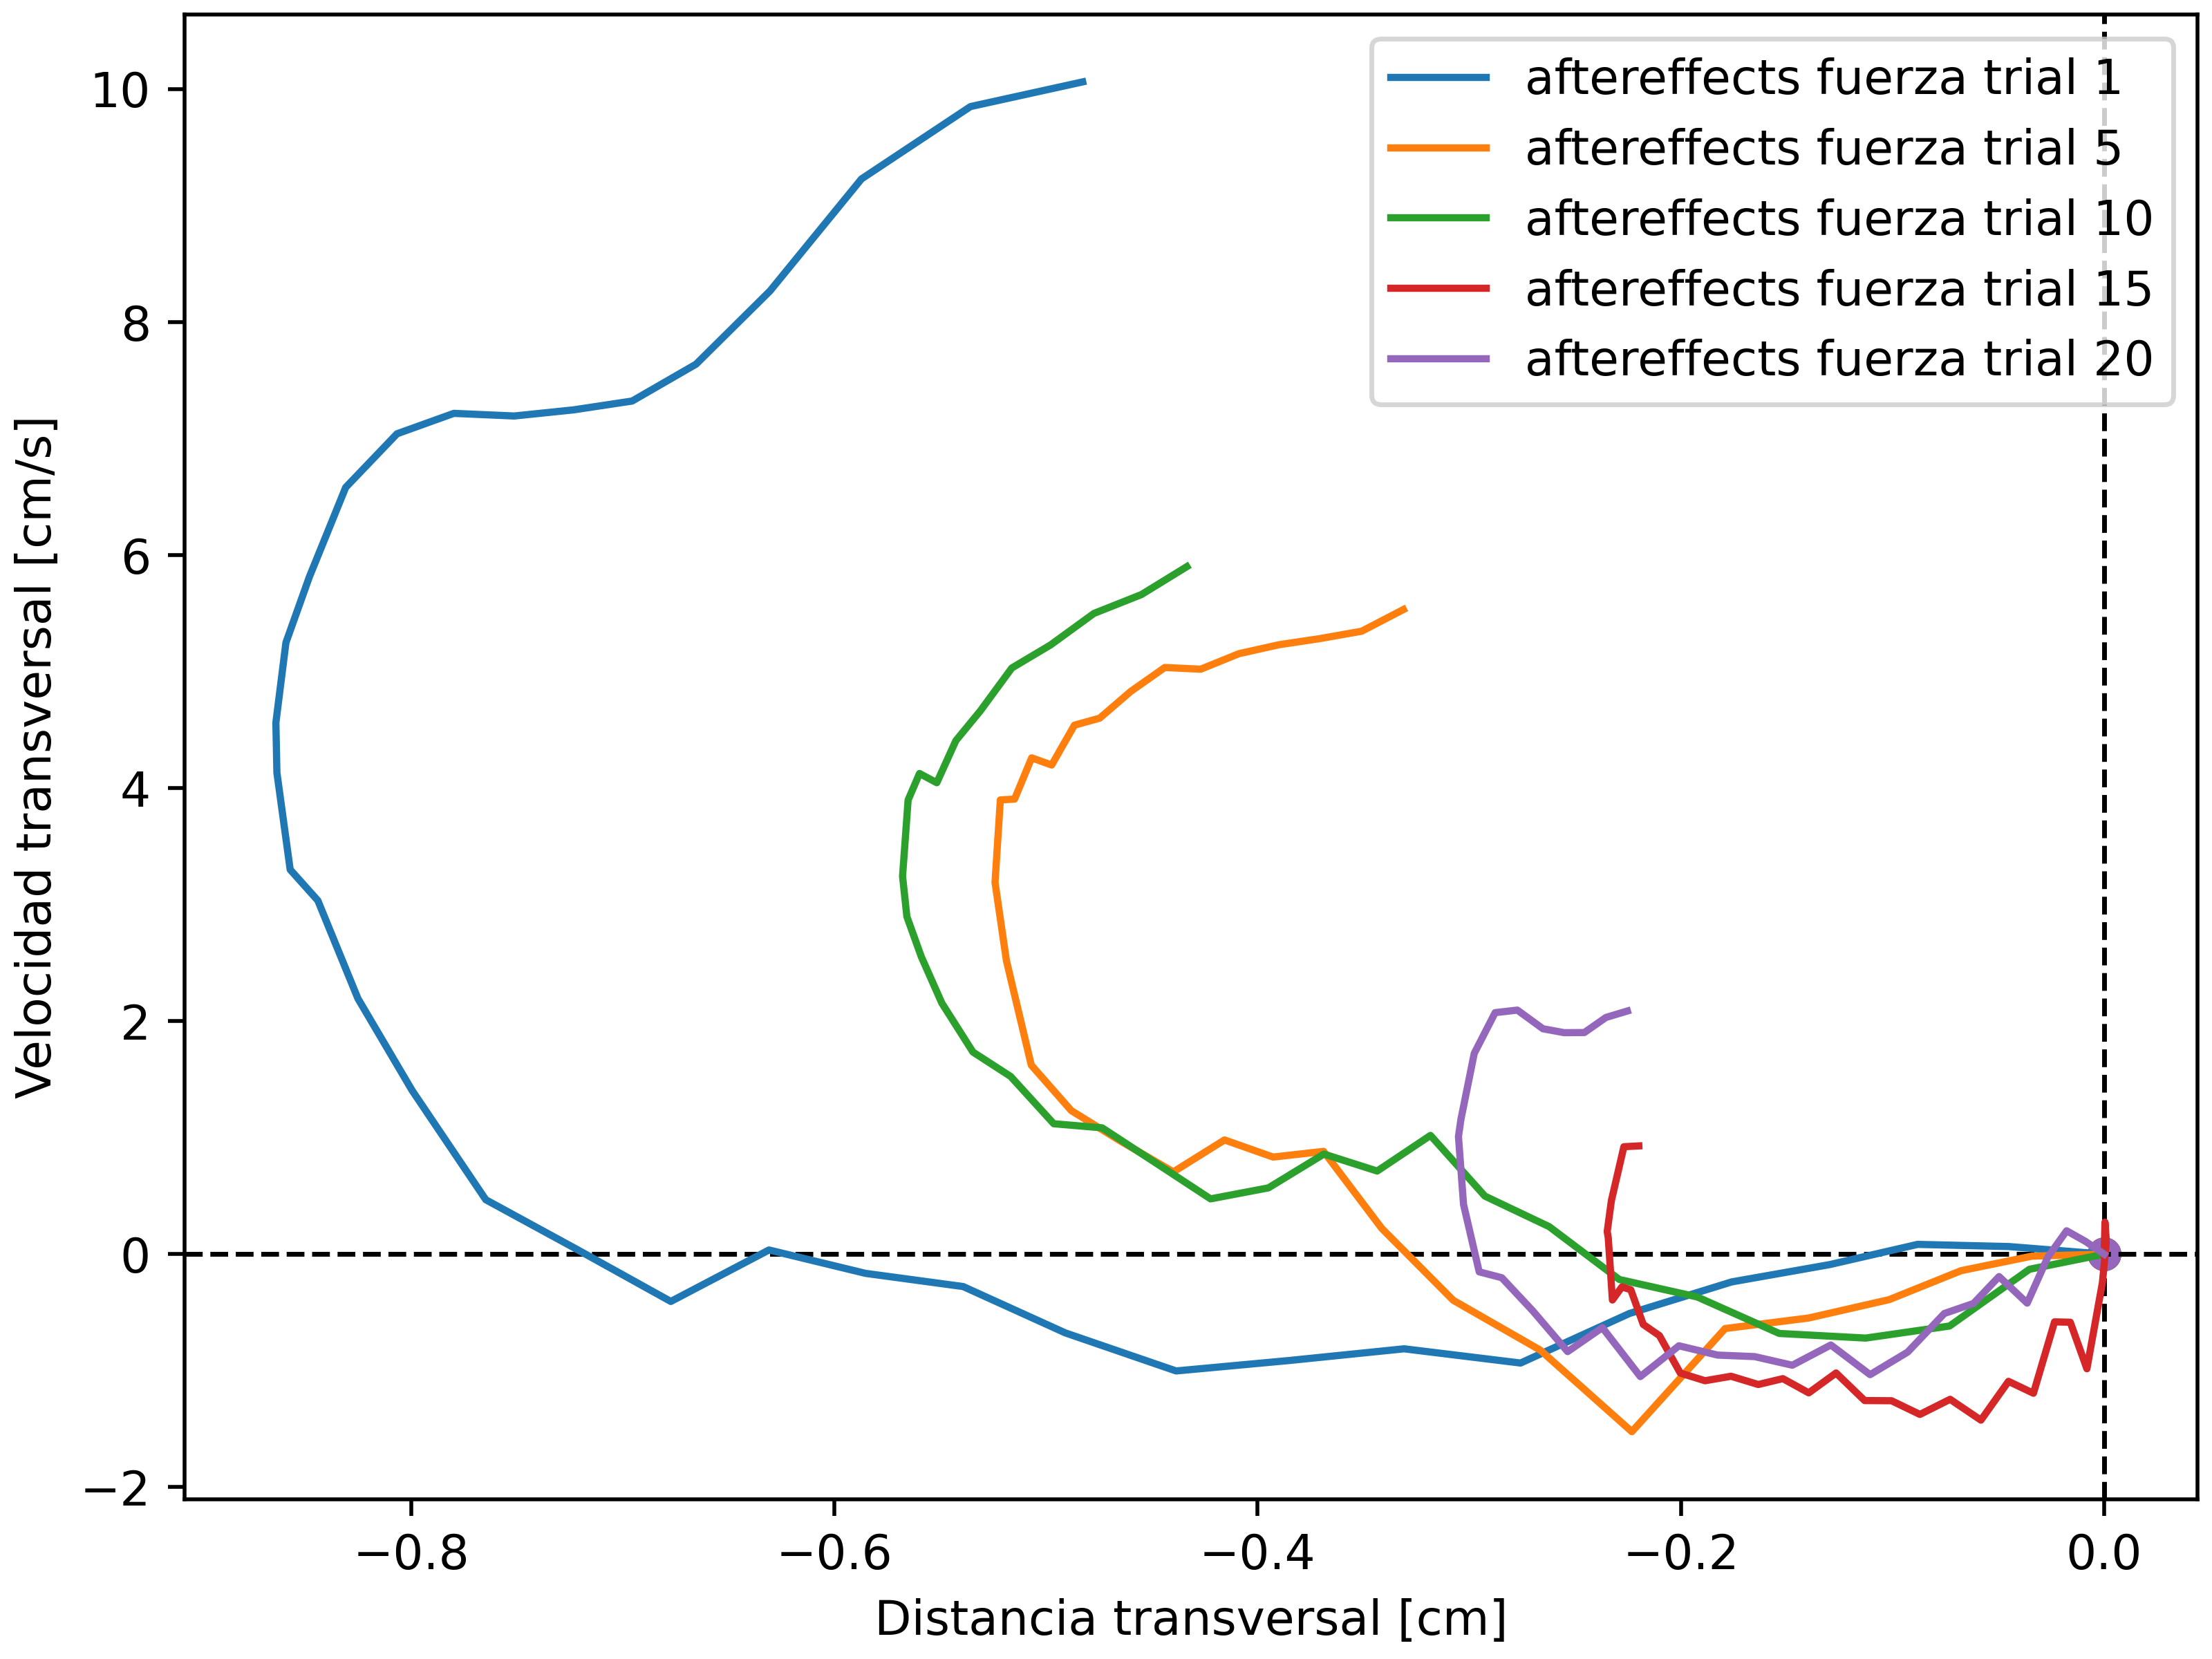 aftereffects fuerza trial 1
aftereffects fuerza trial 5
aftereffects fuerza trial 10
aftereffects fuerza trial 15
aftereffects fuerza trial 20
Velocidad transversal [cm/s]
10
8
6
4
2
0
−2
−0.8
−0.6
−0.4
−0.2
0.0
Distancia transversal [cm]